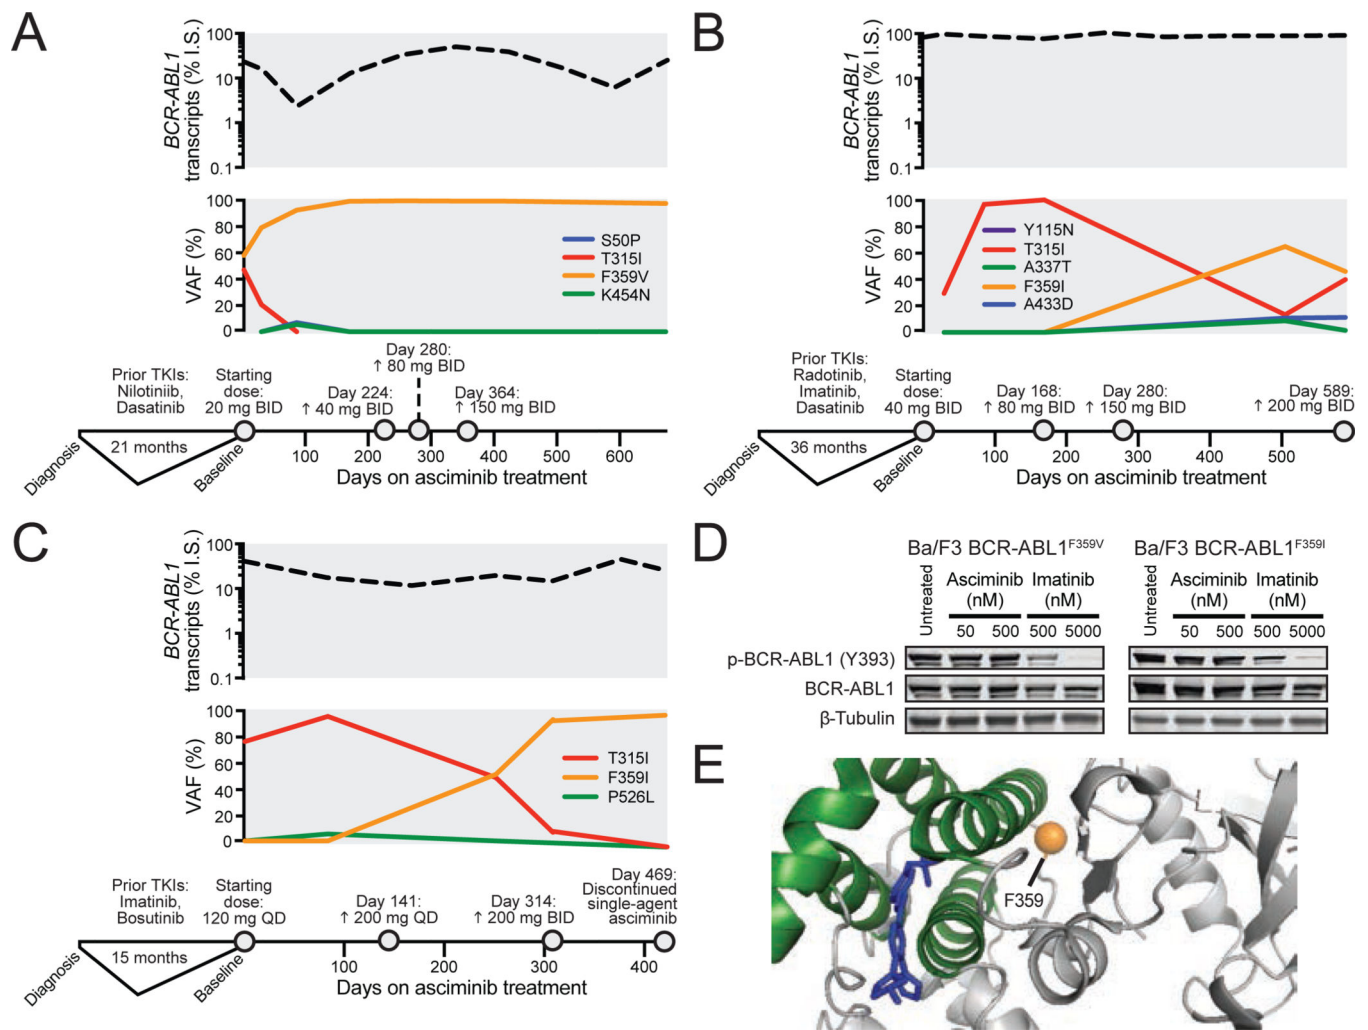 A
BCR-ABL1
transcripts (% I.S.)
100
10
1
0.1
VAF (%)
100
80
60
40
20
0
S50P
T315I
F359V
K454N
Prior TKIs:
Nilotiniib,
Dasatinib
Starting
dose:
20 mg BID
Day 224:
↑ 40 mg BID
Day 280:
↑ 80 mg BID
Day 364:
↑ 150 mg BID
Diagnosis
21 months
Baseline
100 200 300 400 500 600
Days on asciminib treatment
B
BCR-ABL1
transcripts (% I.S.)
100
10
1
0.1
VAF (%)
100
80
60
40
20
0
Y115N
T315I
A337T
F359I
A433D
Prior TKIs:
Radotinib,
Imatinib,
Dasatinib
Starting
dose:
40 mg BID
Day 168:
↑ 80 mg BID
Day 280:
↑ 150 mg BID
Day 589:
↑ 200 mg BID
Diagnosis
36 months
Baseline
100 200 300 400 500
Days on asciminib treatment
C
BCR-ABL1
transcripts (% I.S.)
100
10
1
0.1
VAF (%)
100
80
60
40
20
0
T315I
F359I
P526L
Prior TKIs:
Imatinib,
Bosutinib
Starting
dose:
120 mg QD
Day 141:
↑ 200 mg QD
Day 314:
↑ 200 mg BID
Day 469:
Discontinued
single-agent
asciminib
Diagnosis
15 months
Baseline
100 200 300 400
Days on asciminib treatment
D
Ba/F3 BCR-ABL1F359V
Untreated
Asciminib
(nM)
Imatinib
(nM)
50 500 500 5000
Ba/F3 BCR-ABL1F359I
Untreated
Asciminib
(nM)
Imatinib
(nM)
50 500 500 5000
p-BCR-ABL1 (Y393)
BCR-ABL1
β-Tubulin
E
F359